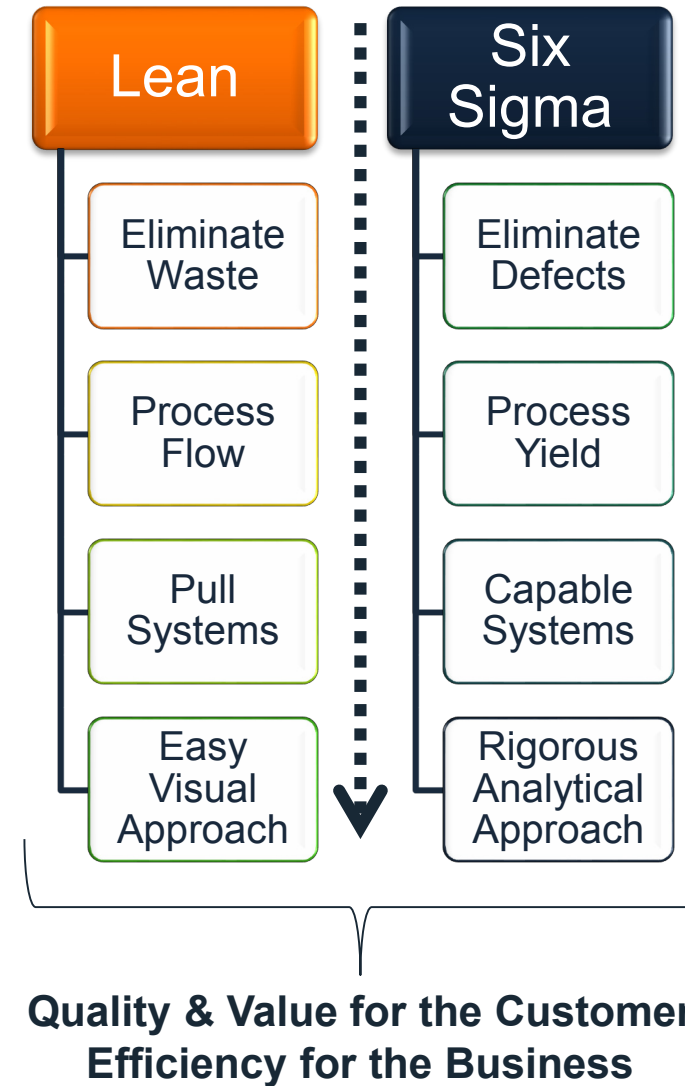 Lean
Eliminate
Waste
Process
Flow
Pull
Systems
Easy
Visual
Approach
Six
Sigma
Eliminate
Defects
Process
Yield
Capable
Systems
Rigorous
Analytical
Approach
Quality & Value for the Customer
Efficiency for the Business